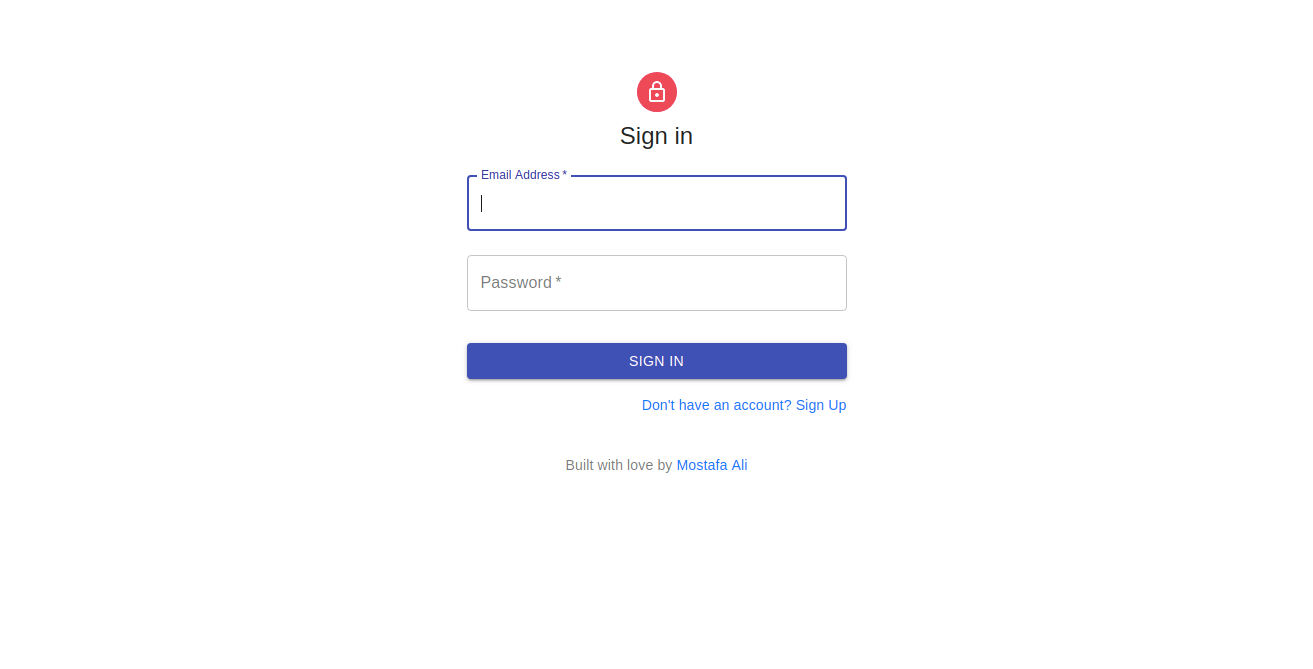 Sign in
Email Address *
Password *
SIGN IN
Don't have an account? Sign Up
Built with love by Mostafa Ali